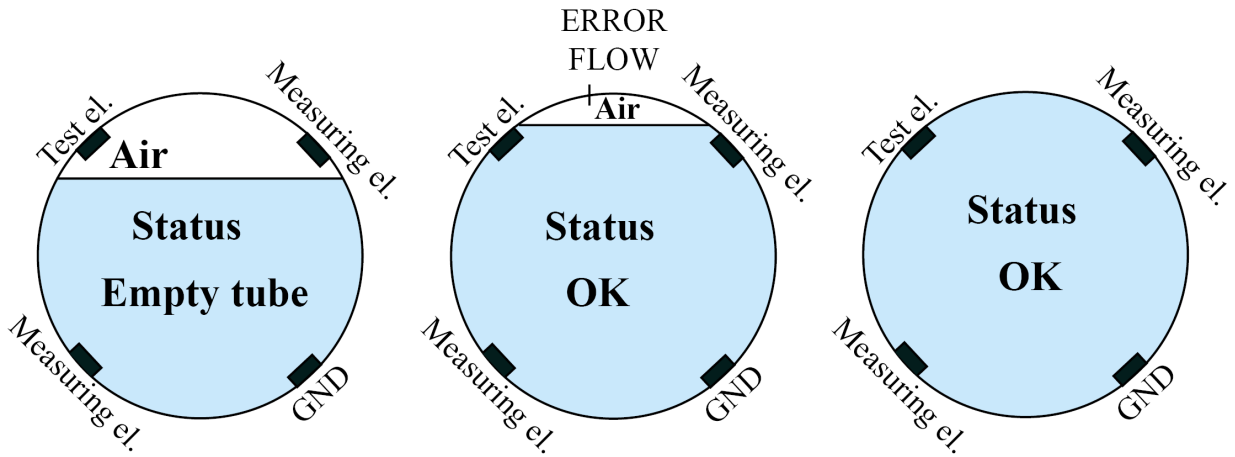 Test el.
Measuring el.
Air
Status
Empty tube
Measuring el.
GND
ERROR
FLOW
Test el.
Air
Measuring el.
Status
OK
Measuring el.
GND
Test el.
Measuring el.
Status
OK
Measuring el.
GND